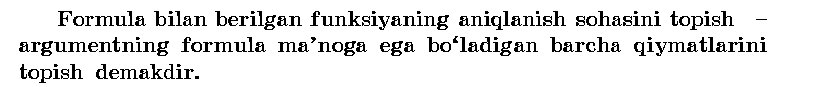 Formula bilan berilgan funksiyaning aniqlanish sohasini topish –
argumentning formula ma’noga ega bo‘ladigan barcha qiymatlarini
topish demakdir.